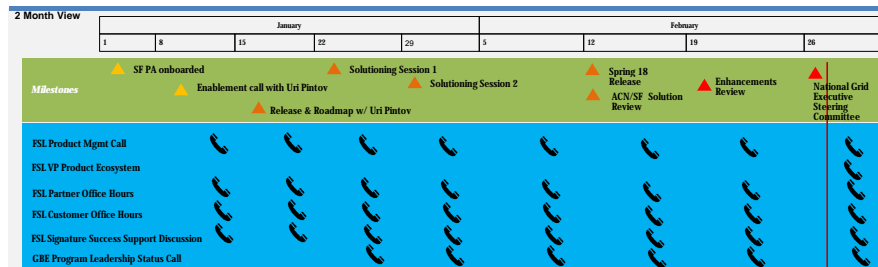 2 Month View
January
February
1
8
15
22
29
5
12
19
26
Milestones
SF PA onboarded
Enablement call with Uri Pintov
Release & Roadmap w/ Uri Pintov
Solutioning Session 1
Solutioning Session 2
Spring 18
Release
ACN/SF Solution
Review
Enhancements
Review
National Grid
Executive
Steering
Committee
FSL Product Mgmt Call
FSL VP Product Ecosystem
FSL Partner Office Hours
FSL Customer Office Hours
FSL Signature Success Support Discussion
GBE Program Leadership Status Call